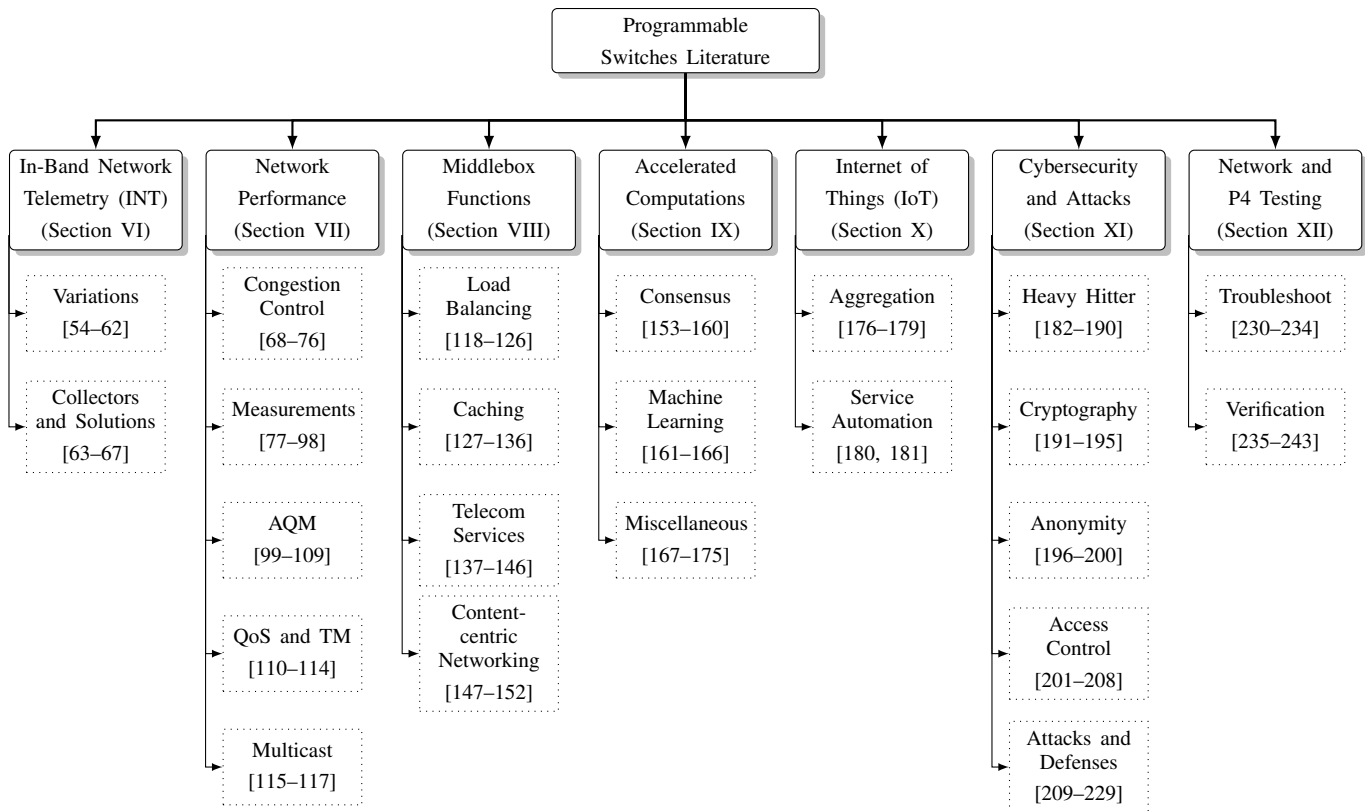 Programmable
Switches Literature
In-Band Network
Telemetry (INT)
(Section VI)
Variations
[54–62]
Collectors
and Solutions
[63–67]
Network
Performance
(Section VII)
Congestion
Control
[68–76]
Measurements
[77–98]
AQM
[99–109]
QoS and TM
[110–114]
Multicast
[115–117]
Middlebox
Functions
(Section VIII)
Load
Balancing
[118–126]
Caching
[127–136]
Telecom
Services
[137–146]
Content-
centric
Networking
[147–152]
Accelerated
Computations
(Section IX)
Consensus
[153–160]
Machine
Learning
[161–166]
Miscellaneous
[167–175]
Internet of
Things (IoT)
(Section X)
Aggregation
[176–179]
Service
Automation
[180, 181]
Cybersecurity
and Attacks
(Section XI)
Heavy Hitter
[182–190]
Cryptography
[191–195]
Anonymity
[196–200]
Access
Control
[201–208]
Attacks and
Defenses
[209–229]
Network and
P4 Testing
(Section XII)
Troubleshoot
[230–234]
Verification
[235–243]